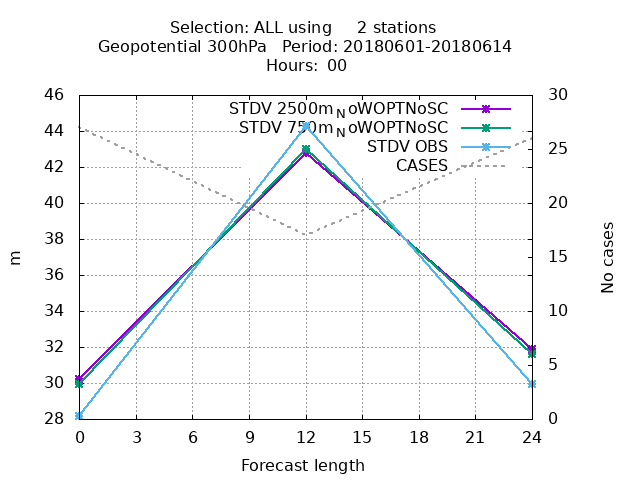 Selection: ALL using 2 stations
Geopotential 300hPa Period: 20180601-20180614
Hours: 00
STDV 2500mNoWOPTNoSC
STDV 750mNoWOPTNoSC
STDV OBS
CASES
46
44
42
40
38
36
34
32
30
28
m
30
25
20
15
10
5
0
No cases
0 3 6 9 12 15 18 21 24
Forecast length